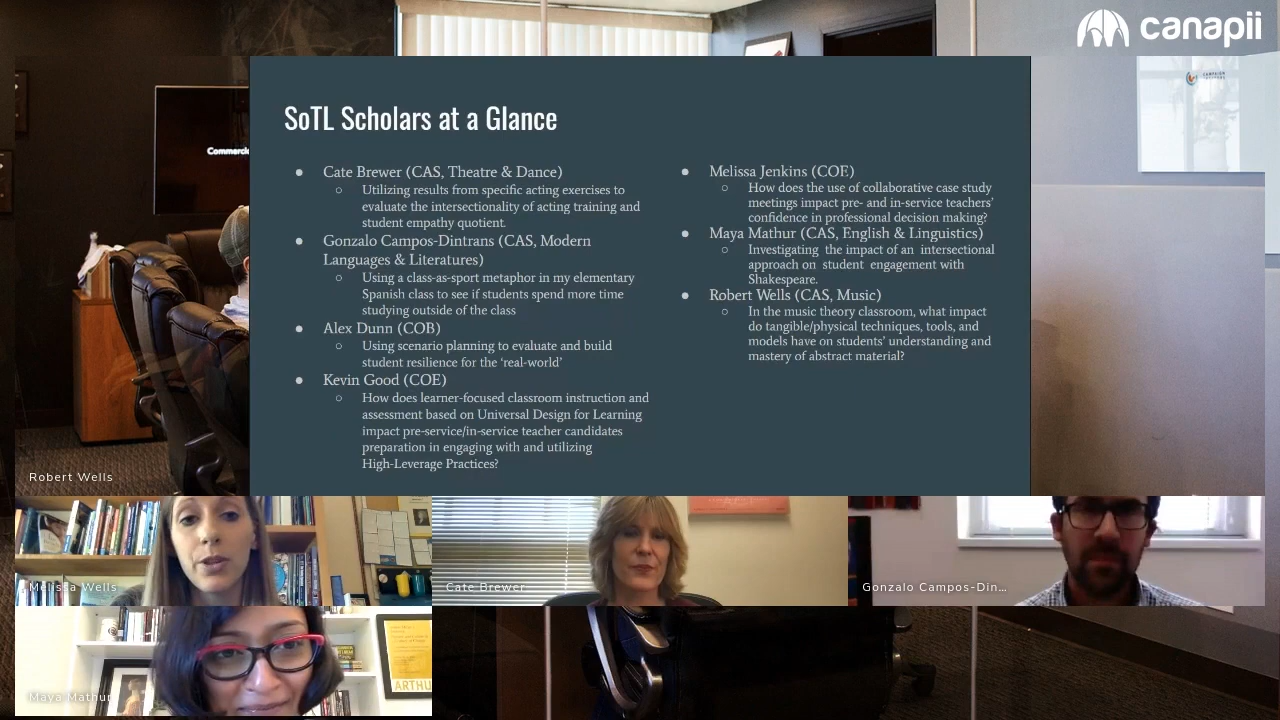 canapii
SoTL Scholars at a Glance
Cate Brewer (CAS, Theatre & Dance)
Utilizing results from specific acting exercises to
evaluate the intersectionality of acting training and
student empathy quotient.
Gonzalo Campos-Dintrans (CAS, Modern
Languages & Literatures)
Using a class-as-sport metaphor in my elementary
Spanish class to see if students spend more time
studying outside of the class
Alex Dunn (COB)
Using scenario planning to evaluate and build
student resilience for the ‘real-world’
Kevin Good (COE)
How does learner-focused classroom instruction and
assessment based on Universal Design for Learning
impact pre-service/in-service teacher candidates
preparation in engaging with and utilizing
High-Leverage Practices?
Melissa Jenkins (COE)
How does the use of collaborative case study
meetings impact pre- and in-service teachers’
confidence in professional decision making?
Maya Mathur (CAS, English & Linguistics)
Investigating the impact of an intersectional
approach on student engagement with
Shakespeare.
Robert Wells (CAS, Music)
In the music theory classroom, what impact
do tangible/physical techniques, tools, and
models have on students’ understanding and
mastery of abstract material?
Robert Wells
Melissa Wells
Cate Brewer
Gonzalo Campos-Din...
Maya Mathur
ARTHU